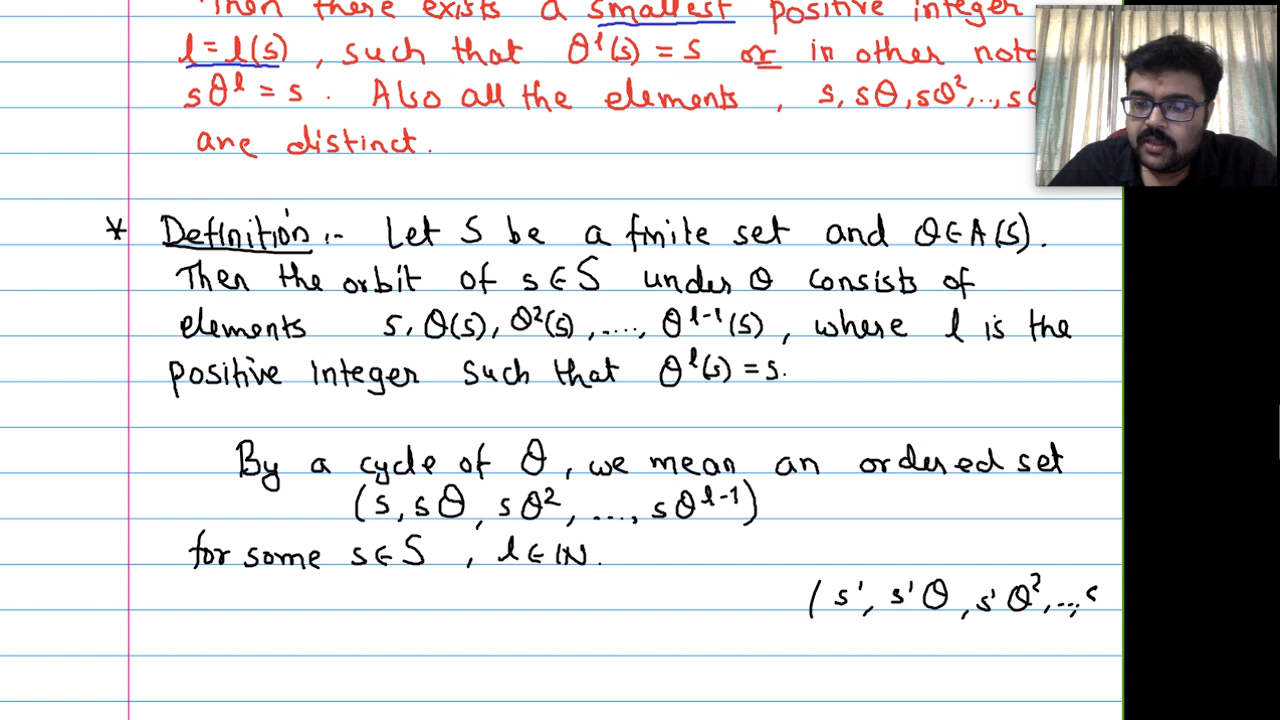 Then there exists a smallest positive integer
l = l(s), such that θ^l(s) = s or in other
sθ^l = s. Also all the elements, s, sθ, sθ²,..,
are distinct.
* Definition :- Let S be a finite set and θ∈A(S).
Then the orbit of s∈S under θ consists of
elements s, θ(s), θ²(s),...., θ^{l-1}(s), where l is the
positive integer such that θ^l(s) = s.
By a cycle of θ, we mean an ordered set
(s, sθ, sθ²,...., sθ^{l-1})
for some s∈S, l∈ℕ.
(s', s'θ, s'θ²,..,